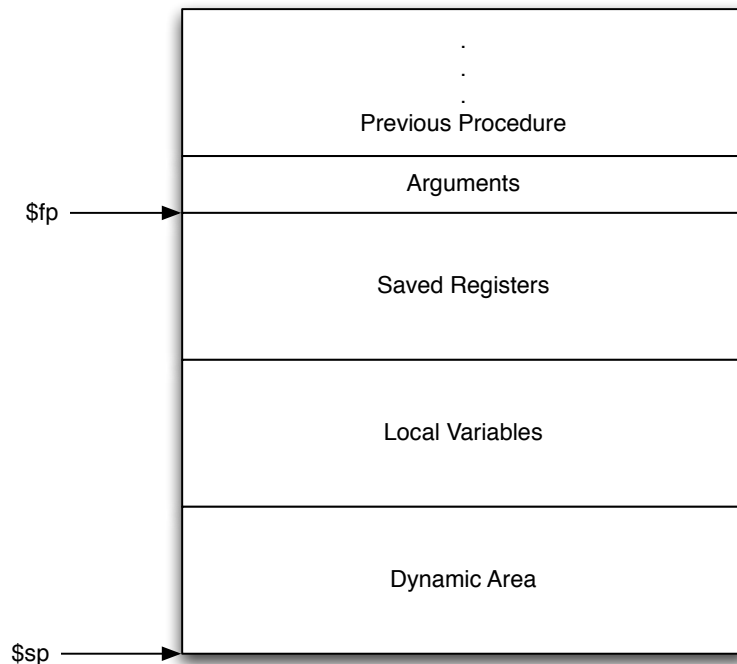 .
.
.
Previous Procedure
Arguments
$fp
Saved Registers
Local Variables
Dynamic Area
$sp